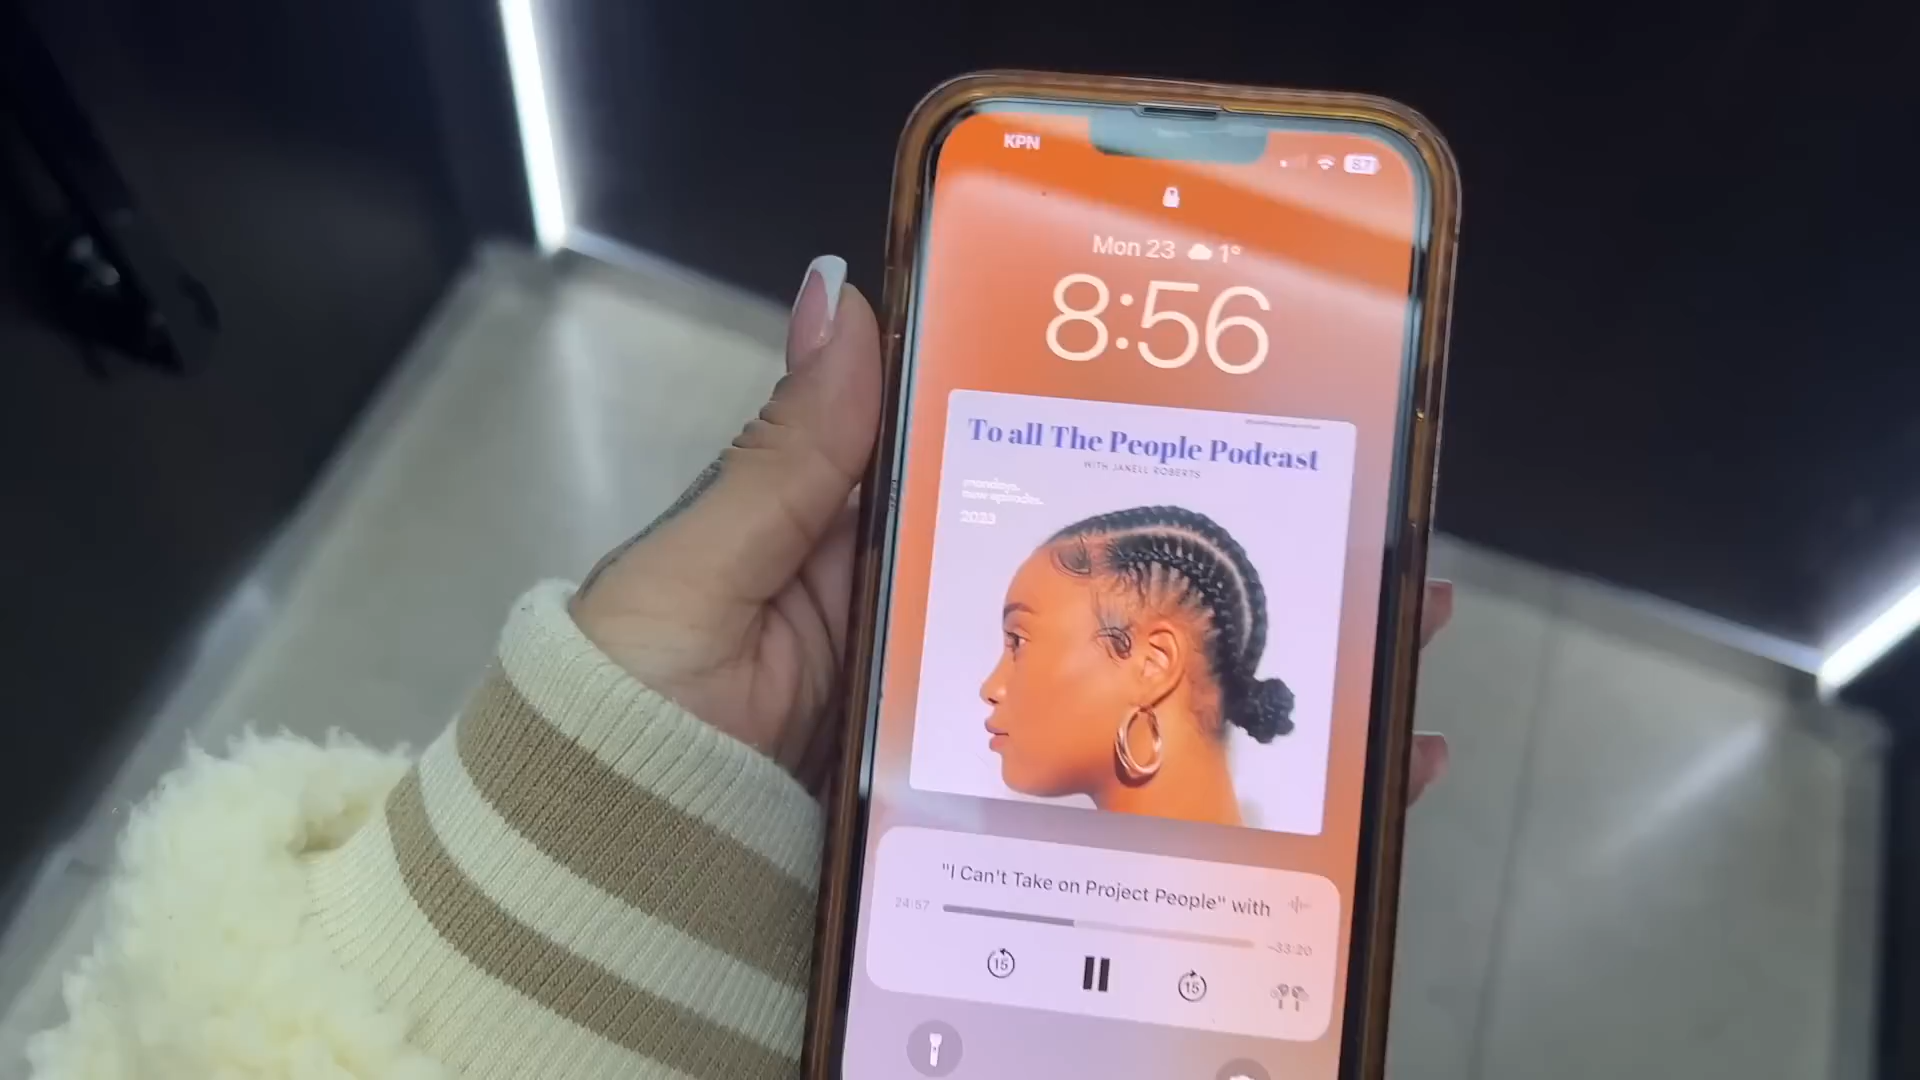 KPN
87
Mon 23 1°
8:56
To all The People Podcast
WITH JANELL ROBERTS
mondays.
new episodes.
2023
"I Can't Take on Project People" with
24:57
-33:20
15
15